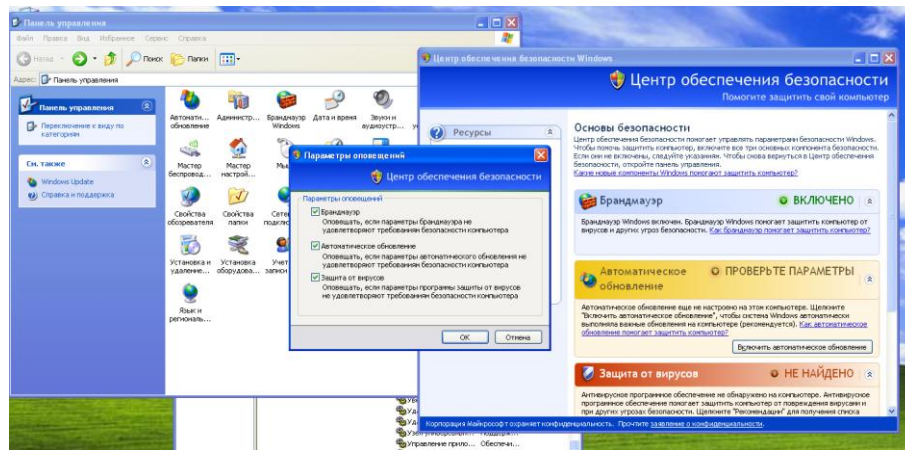 Панель управления
Файл Правка Вид Избранное Сервис Справка
Назад Поиск Папки
Адрес: Панель управления
Панель управления
Переключение к виду по
категориям
См. также
Windows Update
Справка и поддержка
Автомати...
обновление
Администр...
Брандмауэр
Windows
Дата и время
Звуки и
аудиоустр...
Мастер
беспровод...
Мастер
настрой...
Свойства
обозревателя
Свойства
папки
Установка и
удаление...
Установка
оборудова...
Язык и
региональ...
Параметры оповещений
Центр обеспечения безопасности
Параметры оповещений
Брандмауэр
Оповещать, если параметры брандмауэра не
удовлетворяют требованиям безопасности компьютера
Автоматическое обновление
Оповещать, если параметры автоматического обновления не
удовлетворяют требованиям безопасности компьютера
Защита от вирусов
Оповещать, если параметры программы защиты от вирусов
не удовлетворяют требованиям безопасности компьютера
OK Отмена
Центр обеспечения безопасности Windows
Центр обеспечения безопасности
Помогите защитить свой компьютер
Ресурсы
Основы безопасности
Центр обеспечения безопасности помогает управлять параметрами безопасности Windows.
Чтобы помочь защитить компьютер, включите все три основных компонента безопасности.
Если они не включены, следуйте указаниям. Чтобы снова вернуться в Центр обеспечения
безопасности, откройте панель управления.
Какие новые компоненты Windows помогают защитить компьютер?
Брандмауэр ВКЛЮЧЕНО
Брандмауэр Windows включен. Брандмауэр Windows помогает защитить компьютер от
вирусов и других угроз безопасности. Как брандмауэр помогает защитить компьютер?
Автоматическое ПРОВЕРЬТЕ ПАРАМЕТРЫ
обновление
Автоматическое обновление еще не настроено на этом компьютере. Щелкните
"Включить автоматическое обновление", чтобы система Windows автоматически
выполняла важные обновления на компьютере (рекомендуется). Как автоматическое
обновление помогает защитить компьютер?
Включить автоматическое обновление
Защита от вирусов НЕ НАЙДЕНО
Антивирусное программное обеспечение не обнаружено на компьютере. Антивирусное
программное обеспечение помогает защитить компьютер от повреждения вирусами и
при других угрозах безопасности. Щелкните "Рекомендации" для получения списка
Корпорация Майкрософт охраняет конфиденциальность. Прочтите заявление о конфиденциальности.
Управление прило... Обеспечи...